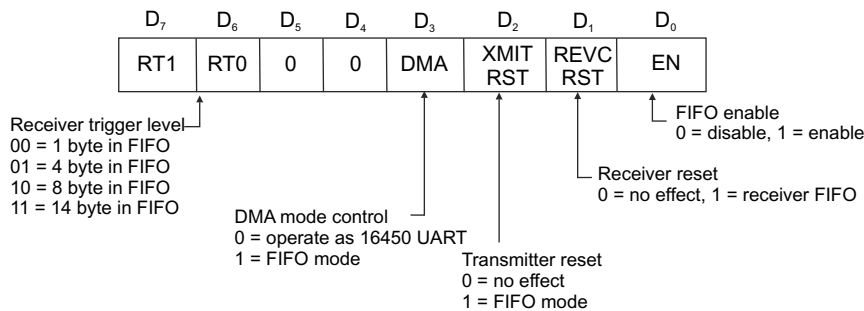 D₇ D₆ D₅ D₄ D₃ D₂ D₁ D₀
RT1 RT0 0 0 DMA XMIT RST REVC RST EN
Receiver trigger level
00 = 1 byte in FIFO
01 = 4 byte in FIFO
10 = 8 byte in FIFO
11 = 14 byte in FIFO
FIFO enable
0 = disable, 1 = enable
Receiver reset
0 = no effect, 1 = receiver FIFO
DMA mode control
0 = operate as 16450 UART
1 = FIFO mode
Transmitter reset
0 = no effect
1 = FIFO mode